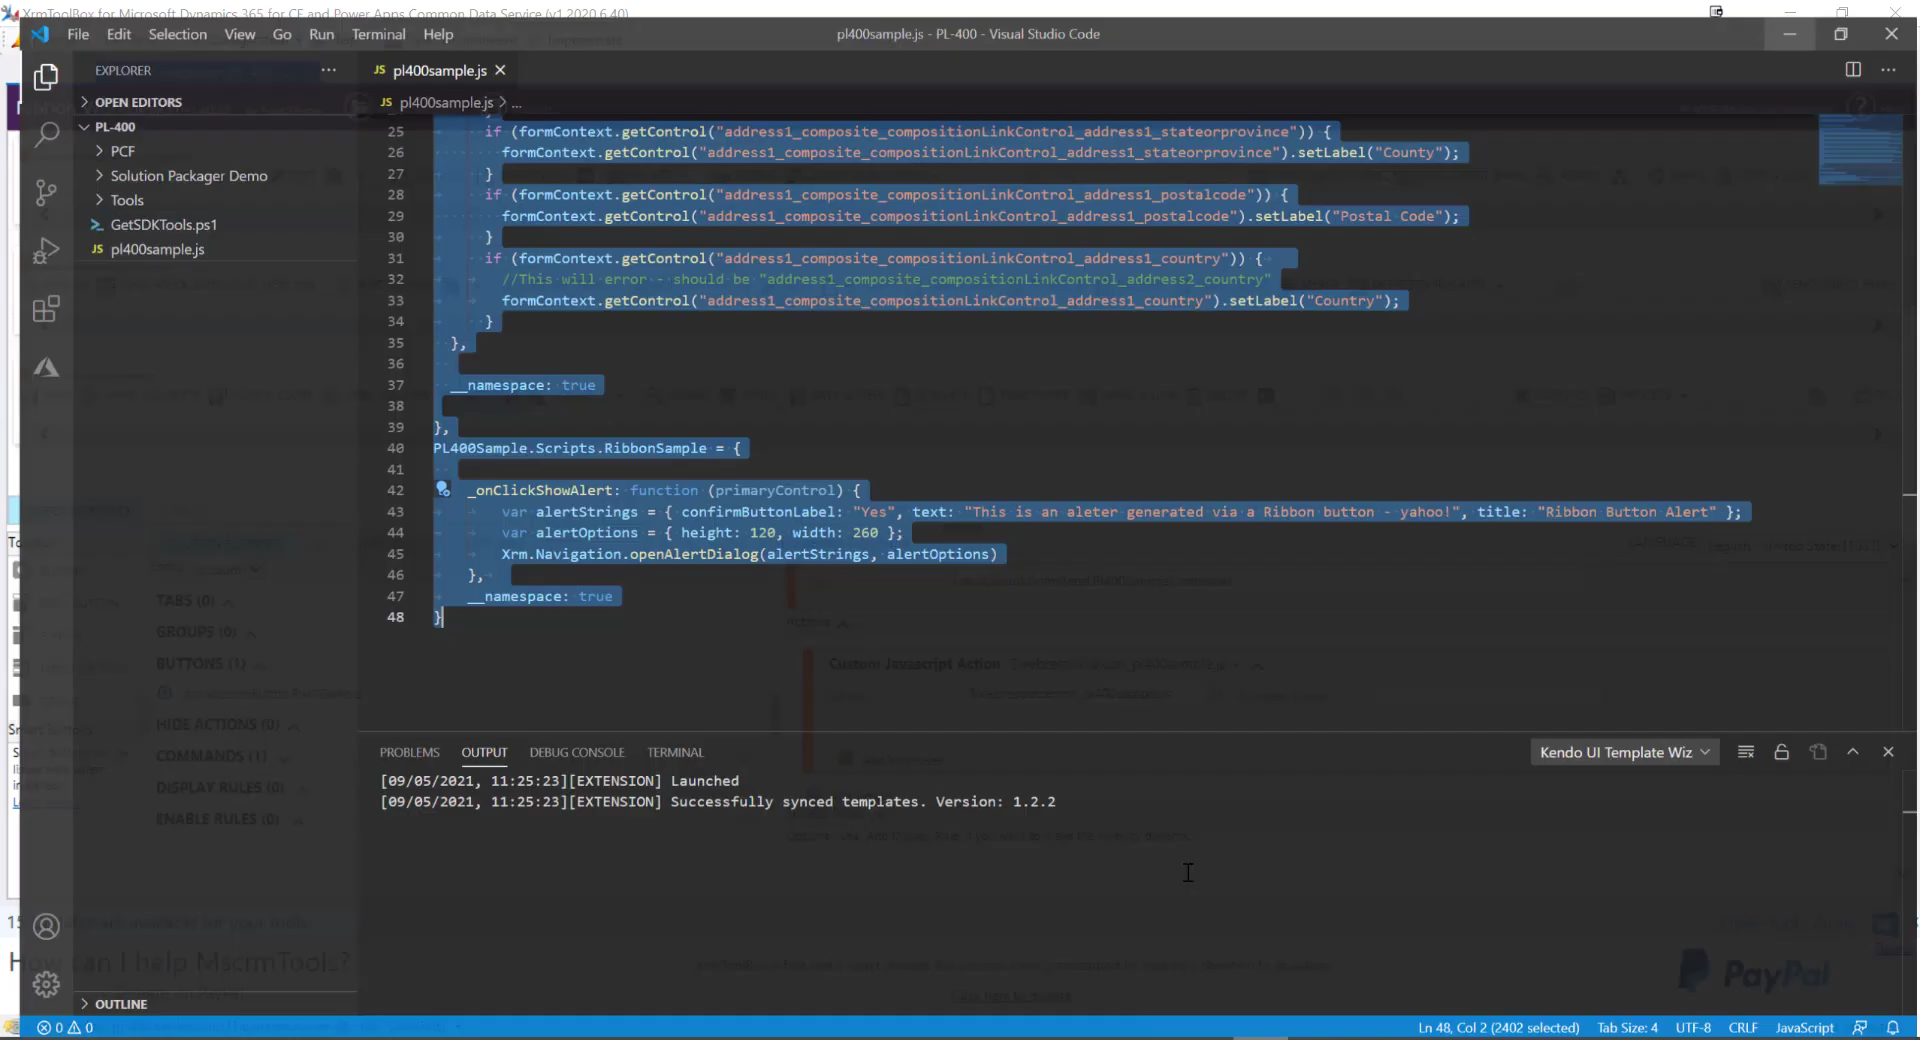 XrmToolBox for Microsoft Dynamics 365 for CE and Power Apps Common Data Service (v1.2020.6.40)
File Edit Selection View Go Run Terminal Help
pl400sample.js - PL-400 - Visual Studio Code
EXPLORER
JS pl400sample.js
JS pl400sample.js > ...
OPEN EDITORS
PL-400
PCF
Solution Packager Demo
Tools
GetSDKTools.ps1
JS pl400sample.js
25 if (formContext.getControl("address1_composite_compositionLinkControl_address1_stateorprovince")) {
26 formContext.getControl("address1_composite_compositionLinkControl_address1_stateorprovince").setLabel("County");
27 }
28 if (formContext.getControl("address1_composite_compositionLinkControl_address1_postalcode")) {
29 formContext.getControl("address1_composite_compositionLinkControl_address1_postalcode").setLabel("Postal Code");
30 }
31 if (formContext.getControl("address1_composite_compositionLinkControl_address1_country")) {
32 //This will error - should be "address1_composite_compositionLinkControl_address2_country"
33 formContext.getControl("address1_composite_compositionLinkControl_address1_country").setLabel("Country");
34 }
35 },
36
37 __namespace: true
38
39 },
40 PL400Sample.Scripts.RibbonSample = {
41
42 _onClickShowAlert: function (primaryControl) {
43 var alertStrings = { confirmButtonLabel: "Yes", text: "This is an aleter generated via a Ribbon button - yahoo!", title: "Ribbon Button Alert" };
44 var alertOptions = { height: 120, width: 260 };
45 Xrm.Navigation.openAlertDialog(alertStrings, alertOptions)
46 },
47 __namespace: true
48 }
TABS (0)
GROUPS (0)
BUTTONS (1)
HIDE ACTIONS (0)
COMMANDS (1)
DISPLAY RULES (0)
ENABLE RULES (0)
Custom Javascript Action
PROBLEMS OUTPUT DEBUG CONSOLE TERMINAL
Kendo UI Template Wiz
[09/05/2021, 11:25:23][EXTENSION] Launched
[09/05/2021, 11:25:23][EXTENSION] Successfully synced templates. Version: 1.2.2
How can I help MscrmTools?
PayPal
OUTLINE
0 0
Ln 48, Col 2 (2402 selected) Tab Size: 4 UTF-8 CRLF JavaScript